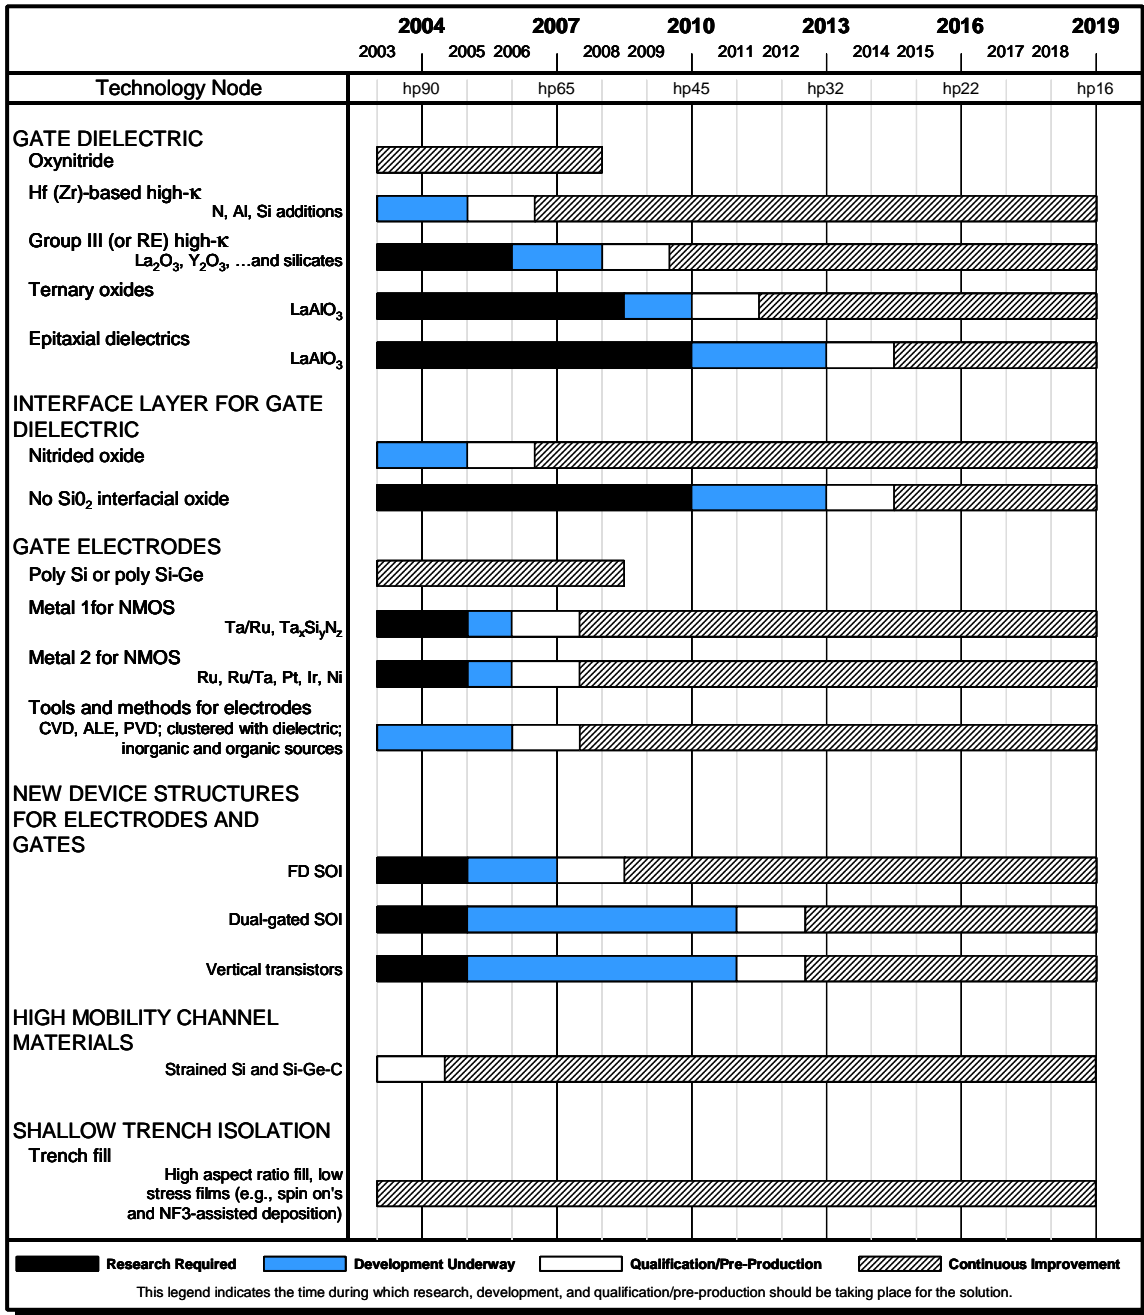 2004 2007 2010 2013 2016 2019
2003 2005 2006 2008 2009 2011 2012 2014 2015 2017 2018
Technology Node hp90 hp65 hp45 hp32 hp22 hp16
GATE DIELECTRIC
Oxynitride
Hf (Zr)-based high-κ
N, Al, Si additions
Group III (or RE) high-κ
La₂O₃, Y₂O₃, …and silicates
Ternary oxides
LaAlO₃
Epitaxial dielectrics
LaAlO₃
INTERFACE LAYER FOR GATE
DIELECTRIC
Nitrided oxide
No Si0₂ interfacial oxide
GATE ELECTRODES
Poly Si or poly Si-Ge
Metal 1for NMOS
Ta/Ru, TaₓSiᵧN_z
Metal 2 for NMOS
Ru, Ru/Ta, Pt, Ir, Ni
Tools and methods for electrodes
CVD, ALE, PVD; clustered with dielectric;
inorganic and organic sources
NEW DEVICE STRUCTURES
FOR ELECTRODES AND
GATES
FD SOI
Dual-gated SOI
Vertical transistors
HIGH MOBILITY CHANNEL
MATERIALS
Strained Si and Si-Ge-C
SHALLOW TRENCH ISOLATION
Trench fill
High aspect ratio fill, low
stress films (e.g., spin on's
and NF3-assisted deposition)
Research Required Development Underway Qualification/Pre-Production Continuous Improvement
This legend indicates the time during which research, development, and qualification/pre-production should be taking place for the solution.